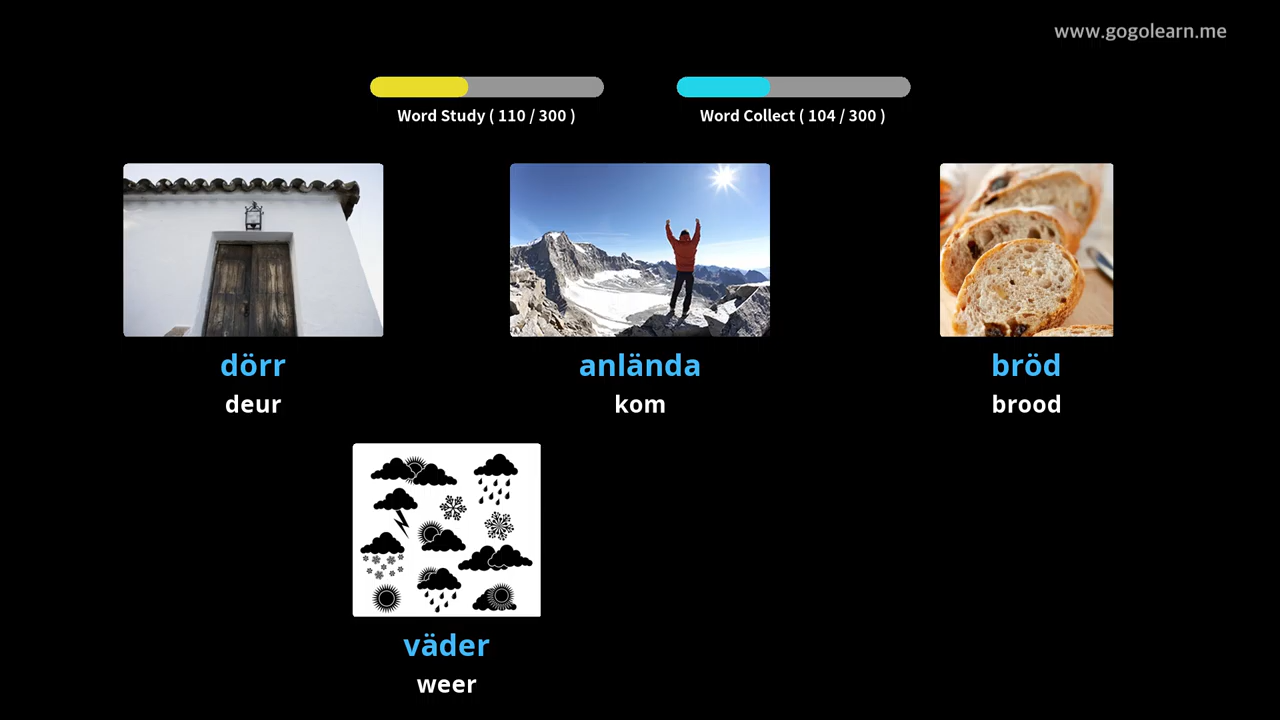 www.gogolearn.me
Word Study ( 110 / 300 )
Word Collect ( 104 / 300 )
dörr
deur
anlända
kom
bröd
brood
väder
weer